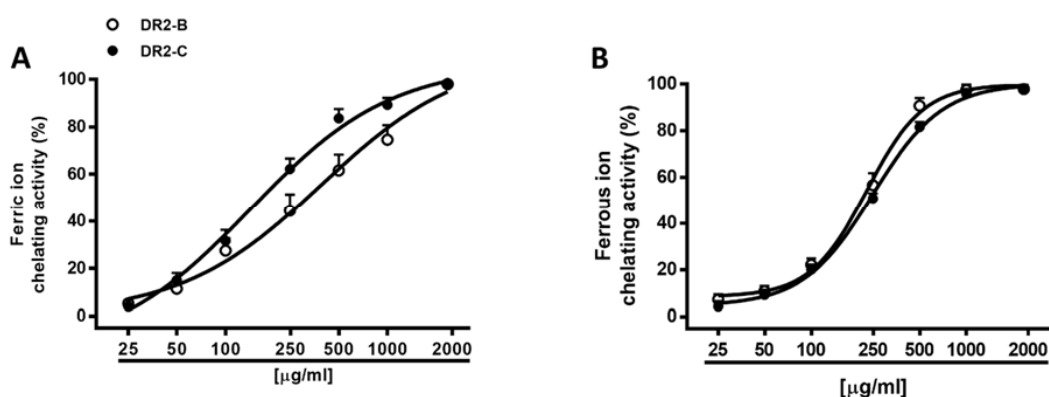 DR2-B
DR2-C
A
Ferric ion
chelating activity (%)
100
80
60
40
20
0
25 50 100 250 500 1000 2000
[μg/ml]
B
Ferrous ion
chelating activity (%)
100
80
60
40
20
0
25 50 100 250 500 1000 2000
[μg/ml]